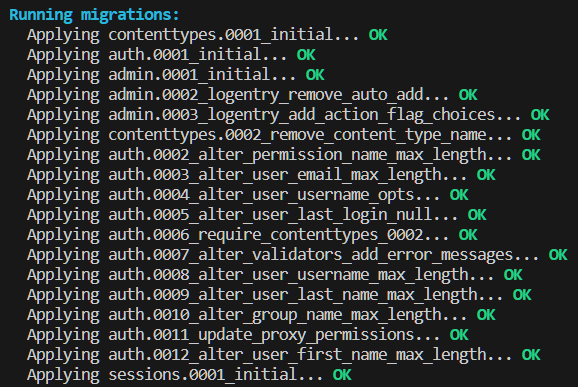 Running migrations:
  Applying contenttypes.0001_initial... OK
  Applying auth.0001_initial... OK
  Applying admin.0001_initial... OK
  Applying admin.0002_logentry_remove_auto_add... OK
  Applying admin.0003_logentry_add_action_flag_choices... OK
  Applying contenttypes.0002_remove_content_type_name... OK
  Applying auth.0002_alter_permission_name_max_length... OK
  Applying auth.0003_alter_user_email_max_length... OK
  Applying auth.0004_alter_user_username_opts... OK
  Applying auth.0005_alter_user_last_login_null... OK
  Applying auth.0006_require_contenttypes_0002... OK
  Applying auth.0007_alter_validators_add_error_messages... OK
  Applying auth.0008_alter_user_username_max_length... OK
  Applying auth.0009_alter_user_last_name_max_length... OK
  Applying auth.0010_alter_group_name_max_length... OK
  Applying auth.0011_update_proxy_permissions... OK
  Applying auth.0012_alter_user_first_name_max_length... OK
  Applying sessions.0001_initial... OK